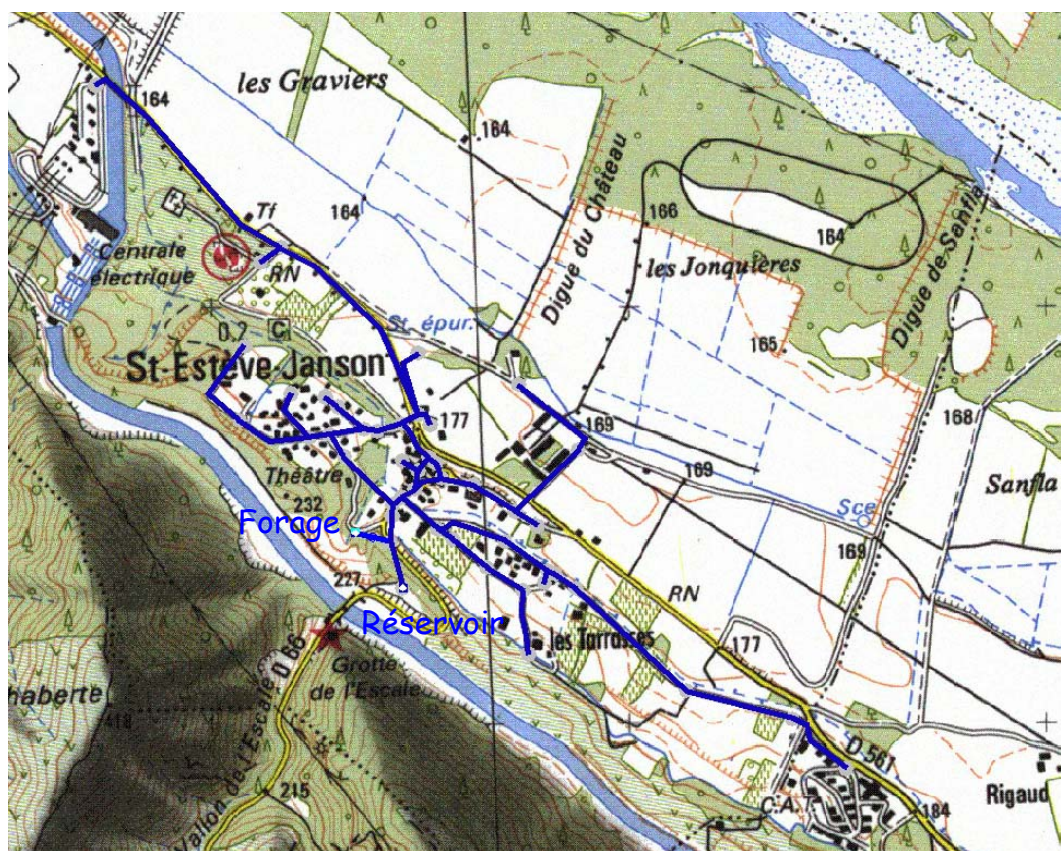 164
les Graviers
164
Digue du Château
Digue de Sanfla
164
Tf
166
164
Centrale
électrique
RN
les Jonquières
St. épur.
0.2
C
165
St-Estève-Janson
177
169
168
Théâtre
169
Sanfla
232
Forage
Sce
169
227
RN
Réservoir
les Tarrasses
177
Grotte
de l'Escale
D 66
haberte
418
Vallon de l'Escale
215
D 561
C.A.T.
184
Rigaud